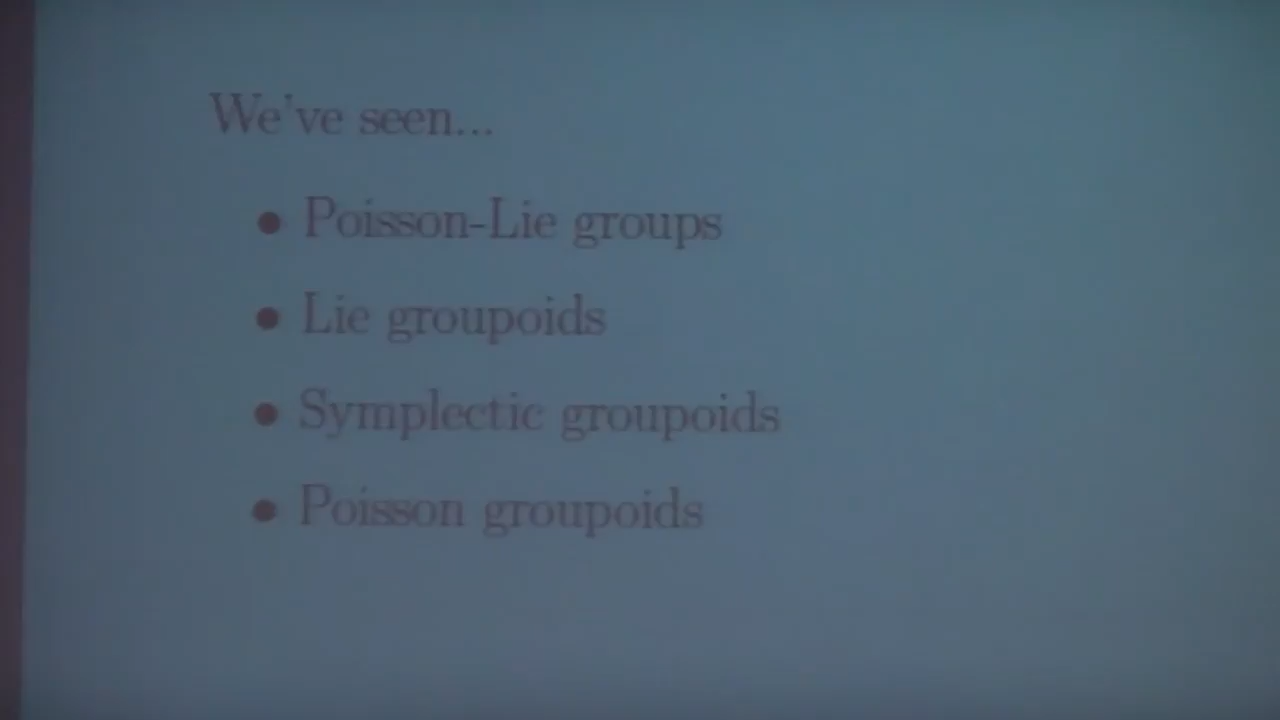 We've seen...
• Poisson-Lie groups
• Lie groupoids
• Symplectic groupoids
• Poisson groupoids